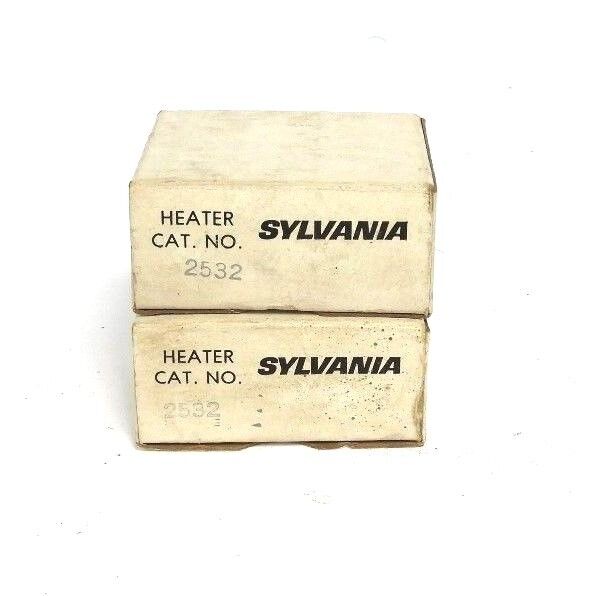 HEATER SYLVANIA
CAT. NO.
2532
HEATER SYLVANIA
CAT. NO.
2532